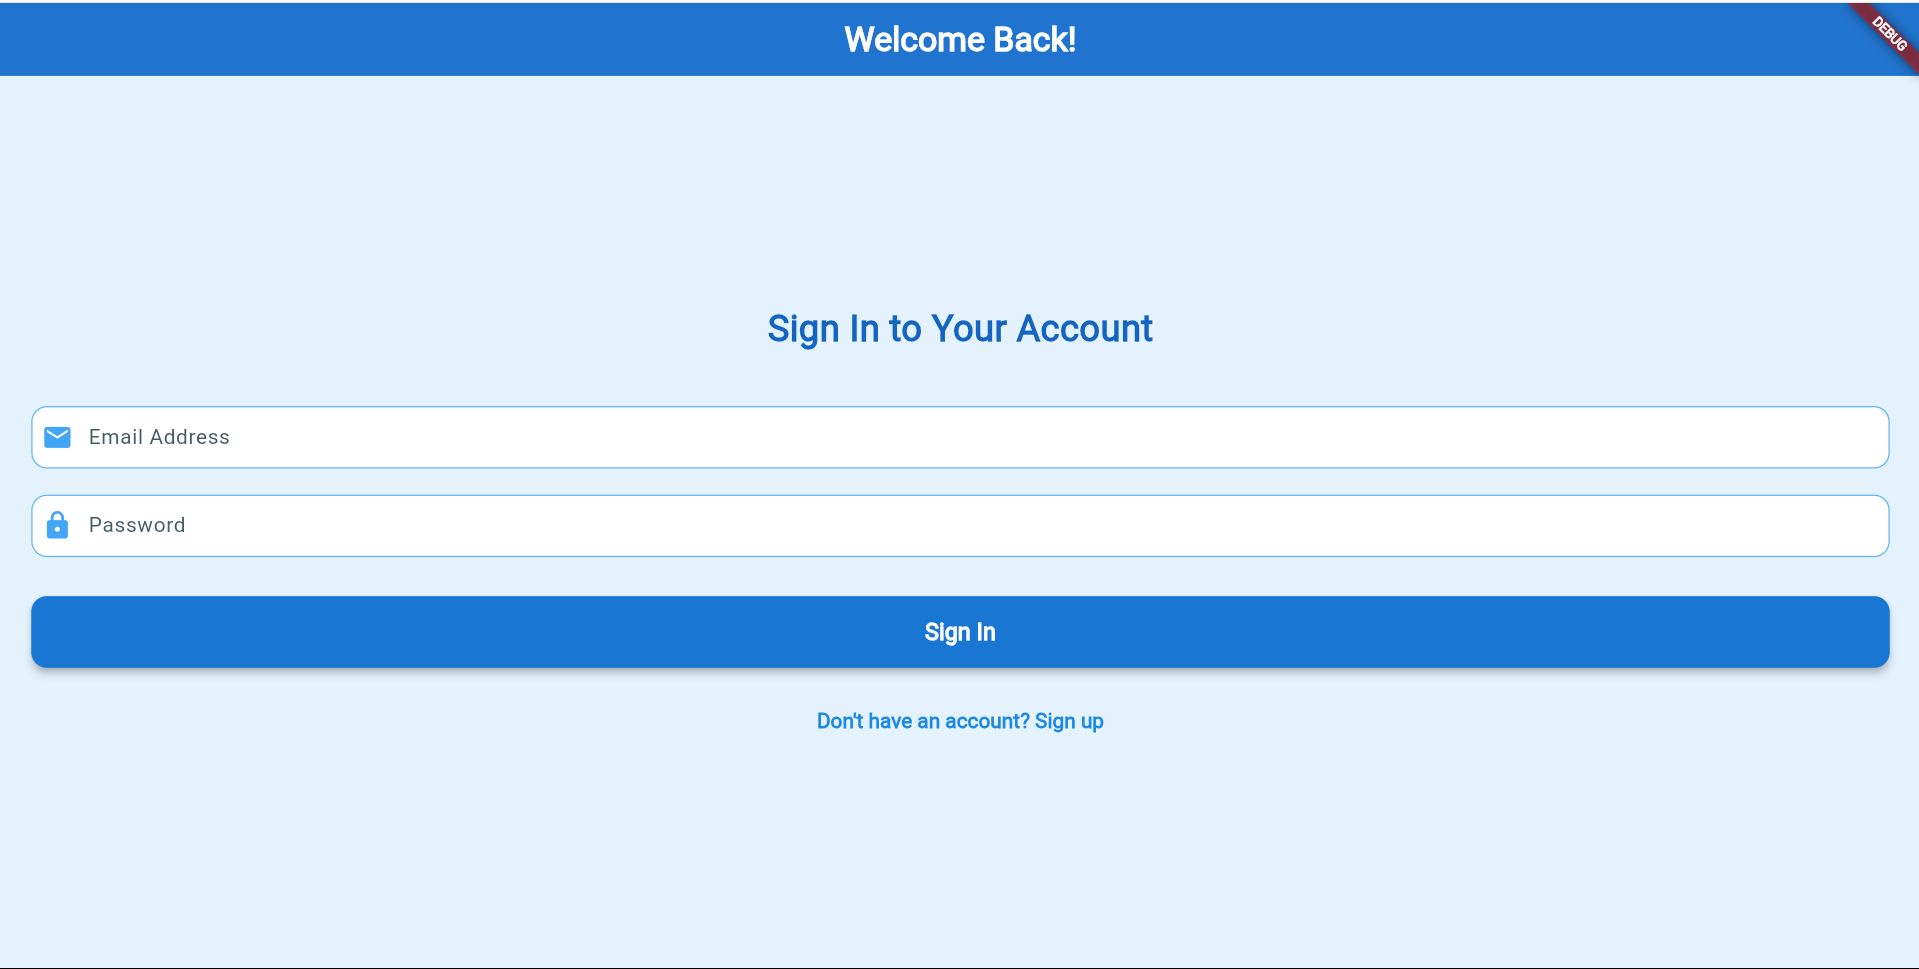 Welcome Back!
DEBUG
Sign In to Your Account
Email Address
Password
Sign In
Don't have an account? Sign up